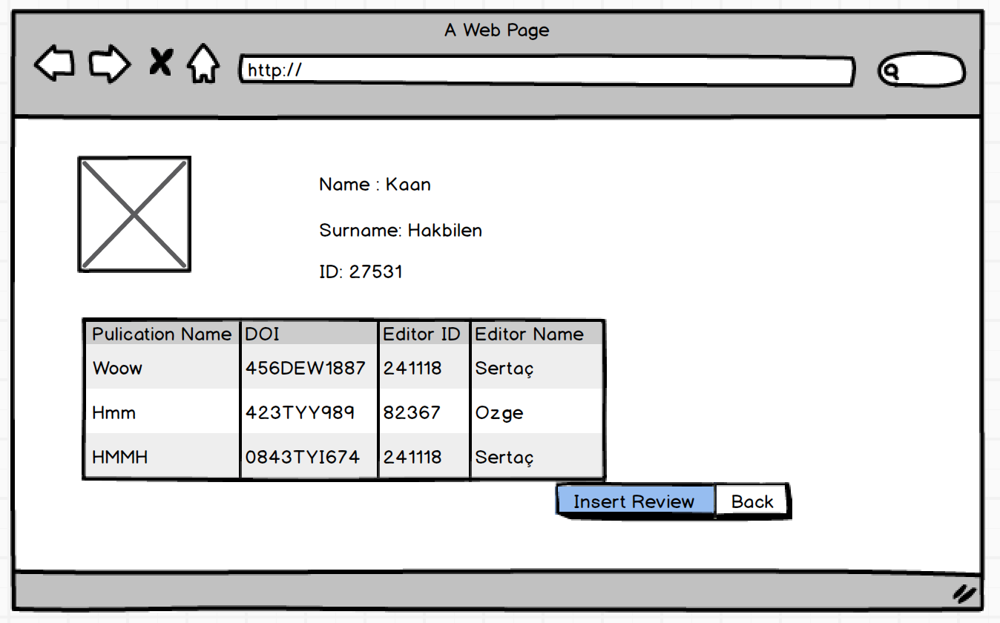 A Web Page
http://
Name : Kaan
Surname: Hakbilen
ID: 27531
Pulication Name DOI Editor ID Editor Name
Woow 456DEW1887 241118 Sertaç
Hmm 423TYY989 82367 Ozge
HMMH 0843TYI674 241118 Sertaç
Insert Review Back